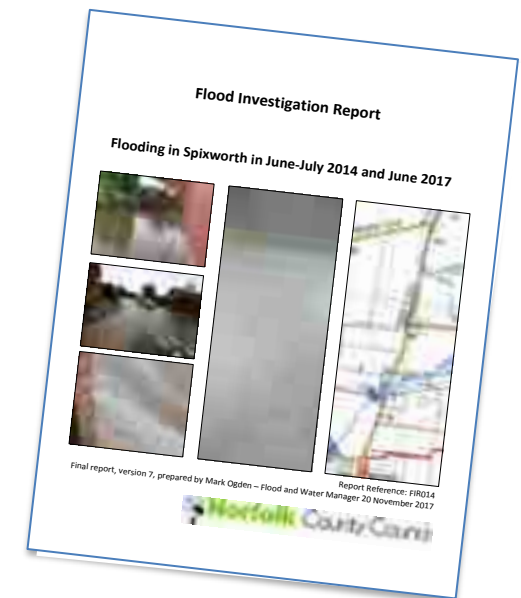 Flood Investigation Report
Flooding in Spixworth in June-July 2014 and June 2017
Report Reference: FIR014
Final report, version 7, prepared by Mark Ogden – Flood and Water Manager 20 November 2017
Norfolk County Council